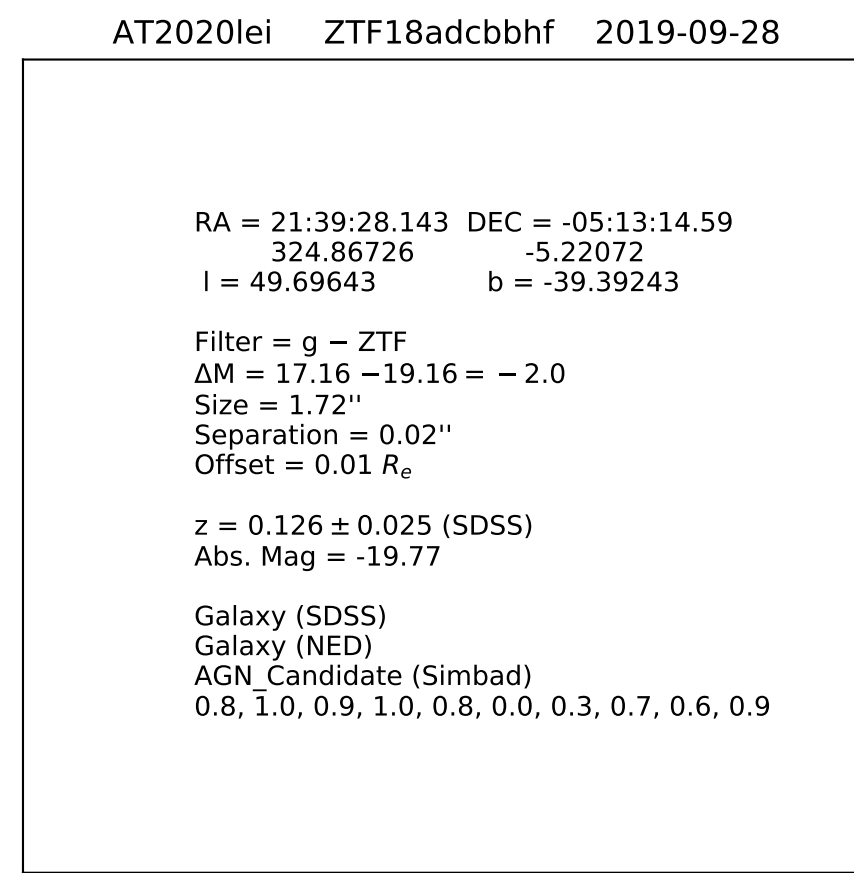 AT2020lei ZTF18adcbbhf 2019-09-28
RA = 21:39:28.143 DEC = -05:13:14.59
324.86726 -5.22072
l = 49.69643 b = -39.39243
Filter = g − ZTF
ΔM = 17.16 −19.16 = − 2.0
Size = 1.72''
Separation = 0.02''
Offset = 0.01 Rₑ
z = 0.126 ± 0.025 (SDSS)
Abs. Mag = -19.77
Galaxy (SDSS)
Galaxy (NED)
AGN_Candidate (Simbad)
0.8, 1.0, 0.9, 1.0, 0.8, 0.0, 0.3, 0.7, 0.6, 0.9